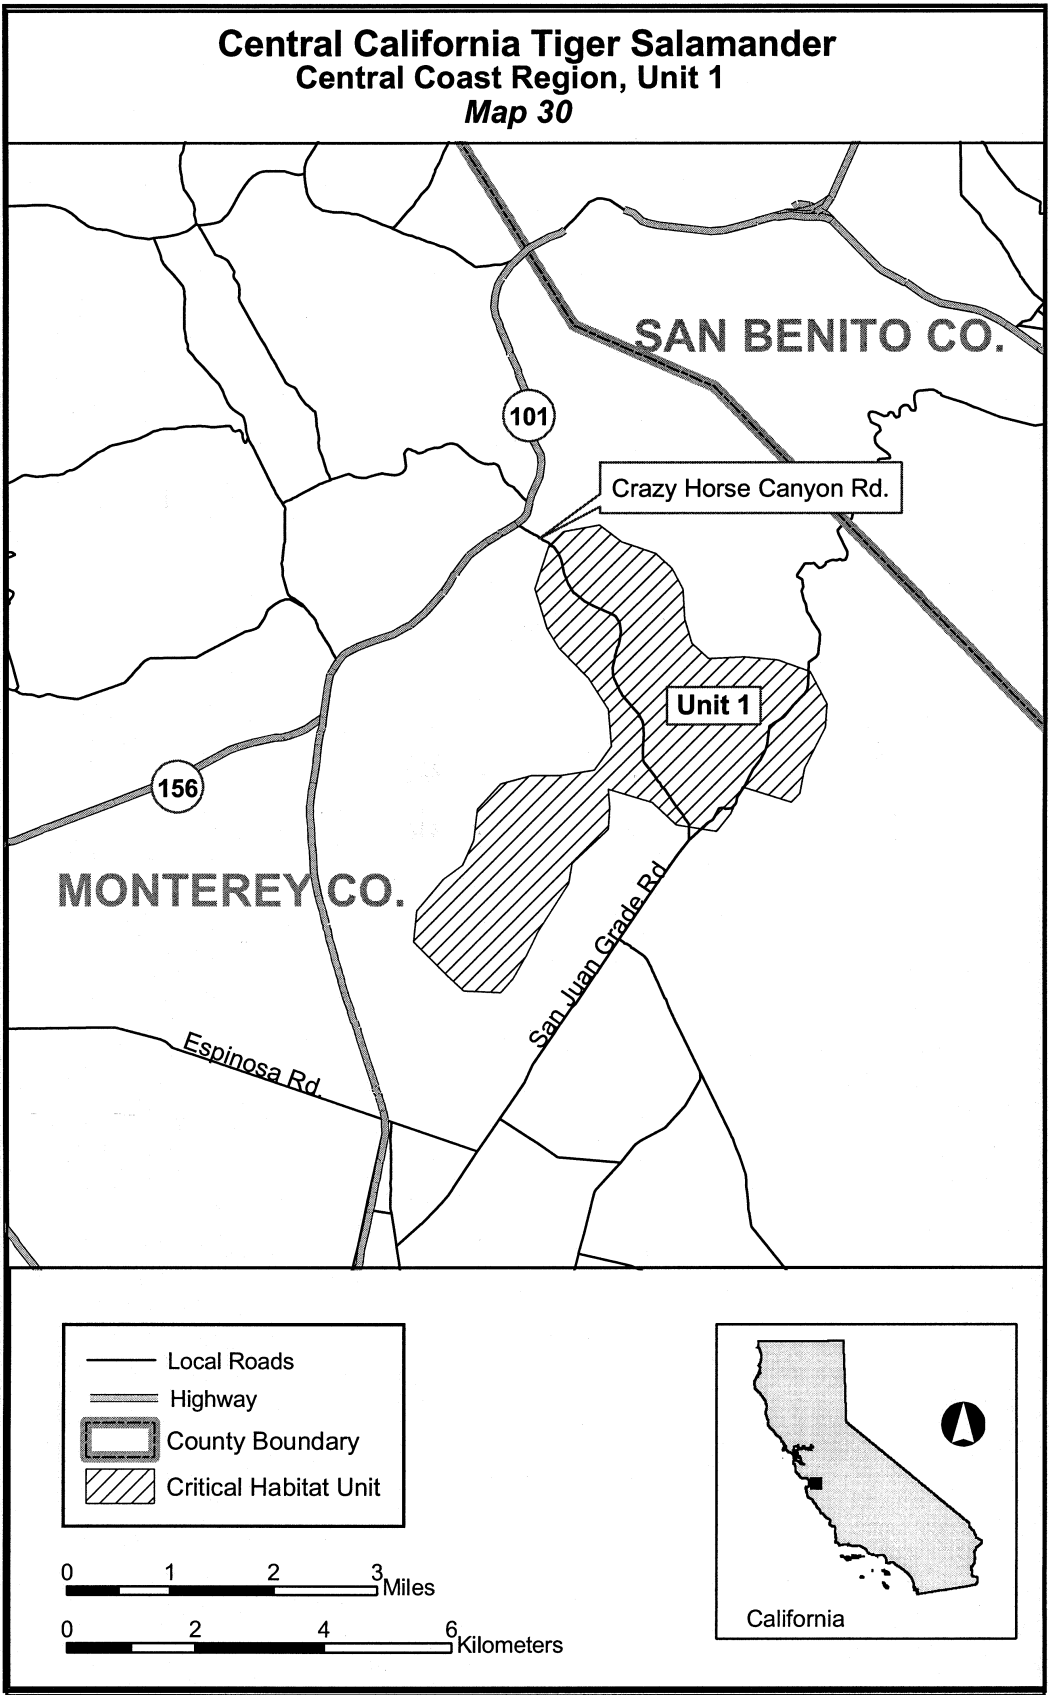 Central California Tiger Salamander
Central Coast Region, Unit 1
Map 30
SAN BENITO CO.
101
Crazy Horse Canyon Rd.
Unit 1
156
MONTEREY CO.
San Juan Grade Rd.
Espinosa Rd.
Local Roads
Highway
County Boundary
Critical Habitat Unit
0 1 2 3 Miles
0 2 4 6 Kilometers
California